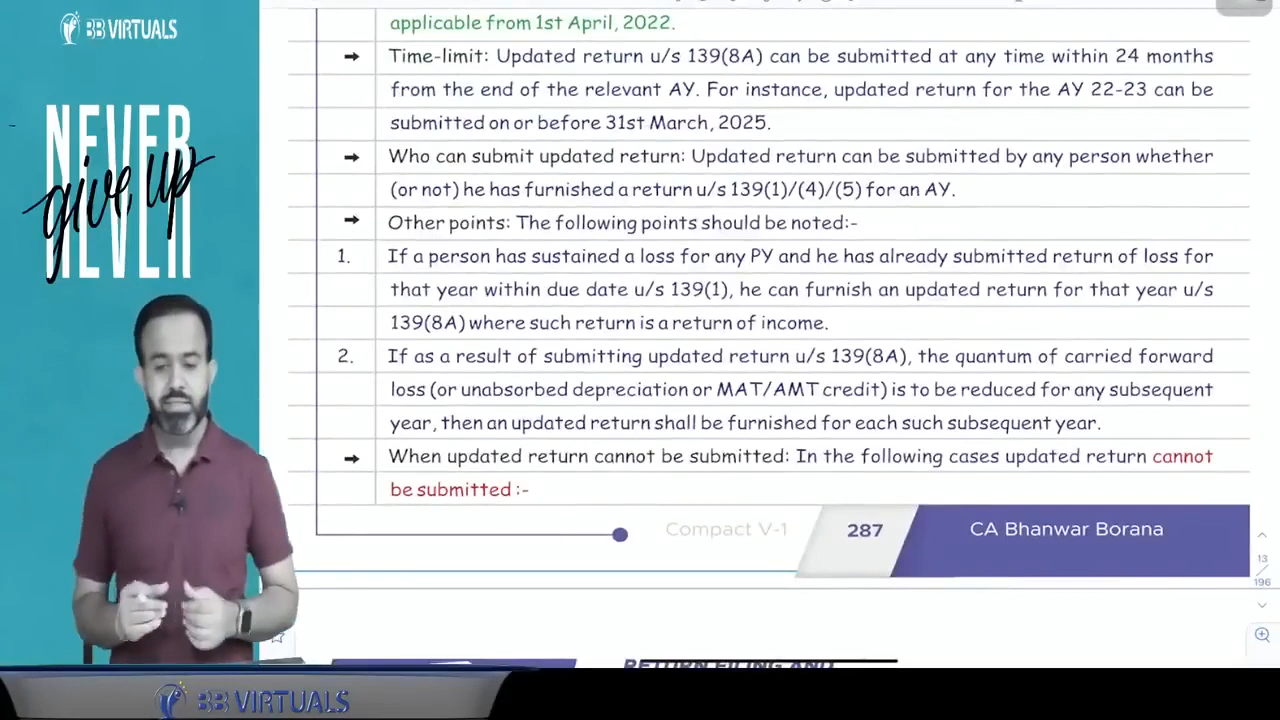 BB VIRTUALS
NEVER
give up
NEVER
applicable from 1st April, 2022.
→ Time-limit: Updated return u/s 139(8A) can be submitted at any time within 24 months
from the end of the relevant AY. For instance, updated return for the AY 22-23 can be
submitted on or before 31st March, 2025.
→ Who can submit updated return: Updated return can be submitted by any person whether
(or not) he has furnished a return u/s 139(1)/(4)/(5) for an AY.
→ Other points: The following points should be noted:-
1. If a person has sustained a loss for any PY and he has already submitted return of loss for
that year within due date u/s 139(1), he can furnish an updated return for that year u/s
139(8A) where such return is a return of income.
2. If as a result of submitting updated return u/s 139(8A), the quantum of carried forward
loss (or unabsorbed depreciation or MAT/AMT credit) is to be reduced for any subsequent
year, then an updated return shall be furnished for each such subsequent year.
→ When updated return cannot be submitted: In the following cases updated return cannot
be submitted :-
Compact V-1 287 CA Bhanwar Borana
13
196
RETURN FILING AND
BB VIRTUALS